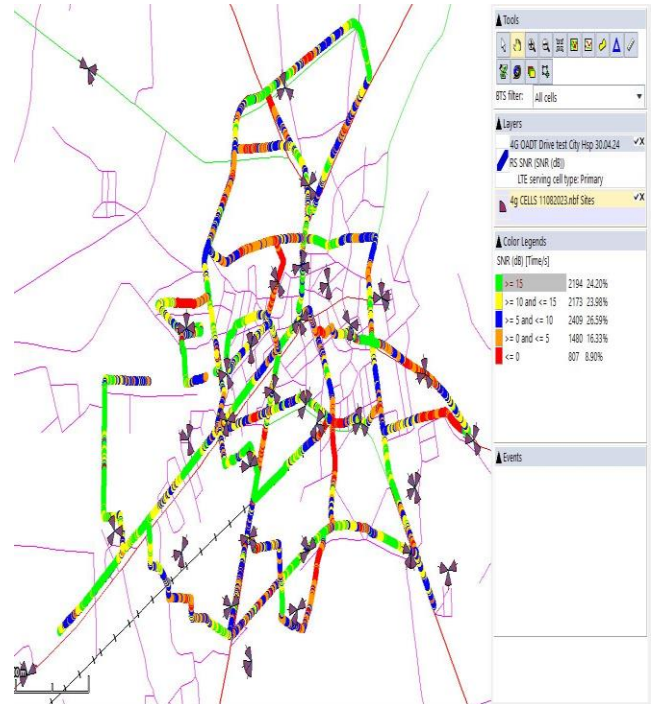 Tools
BTS filter: All cells
Layers
4G OADT Drive test City Hsp 30.04.24
RS SNR (SNR (dB))
LTE serving cell type: Primary
4g CELLS 11082023.nbf Sites
Color Legends
SNR (dB) [Time/s]
>= 15 2194 24.20%
>= 10 and <= 15 2173 23.98%
>= 5 and <= 10 2409 26.59%
>= 0 and <= 5 1480 16.33%
<= 0 807 8.90%
Events